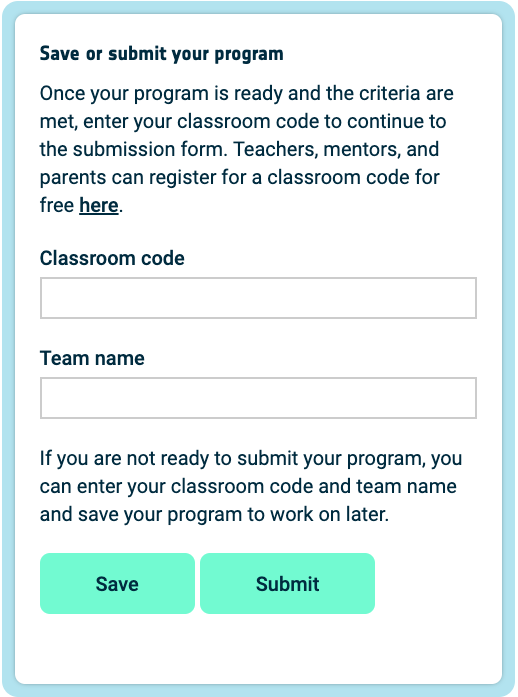 Save or submit your program
Once your program is ready and the criteria are
met, enter your classroom code to continue to
the submission form. Teachers, mentors, and
parents can register for a classroom code for
free here.
Classroom code
Team name
If you are not ready to submit your program, you
can enter your classroom code and team name
and save your program to work on later.
Save Submit